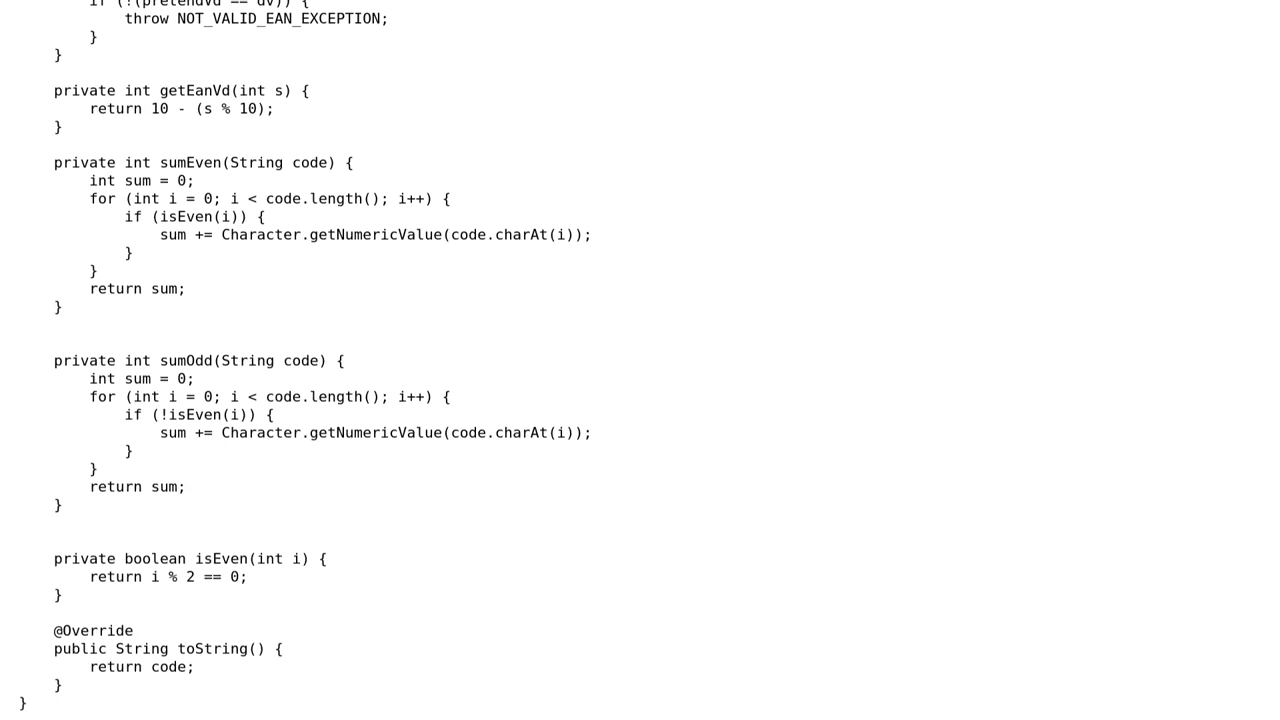 if (!(pretendVd == dv)) {
throw NOT_VALID_EAN_EXCEPTION;
}
}
private int getEanVd(int s) {
return 10 - (s % 10);
}
private int sumEven(String code) {
int sum = 0;
for (int i = 0; i < code.length(); i++) {
if (isEven(i)) {
sum += Character.getNumericValue(code.charAt(i));
}
}
return sum;
}
private int sumOdd(String code) {
int sum = 0;
for (int i = 0; i < code.length(); i++) {
if (!isEven(i)) {
sum += Character.getNumericValue(code.charAt(i));
}
}
return sum;
}
private boolean isEven(int i) {
return i % 2 == 0;
}
@Override
public String toString() {
return code;
}
}